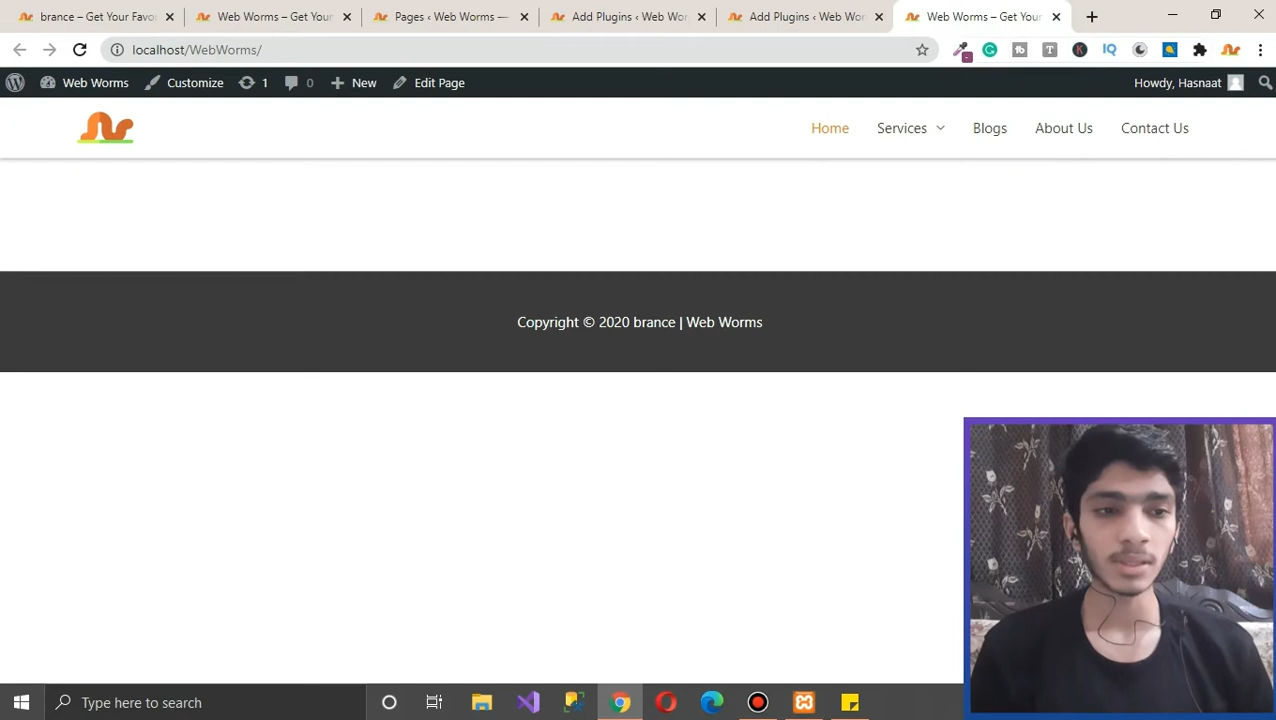 brance – Get Your Favo
Web Worms – Get Your
Pages ‹ Web Worms —
Add Plugins ‹ Web Wor
Add Plugins ‹ Web Wor
Web Worms – Get Your
localhost/WebWorms/
Web Worms
Customize
1
0
New
Edit Page
Howdy, Hasnaat
Home
Services
Blogs
About Us
Contact Us
Copyright © 2020 brance | Web Worms
Type here to search